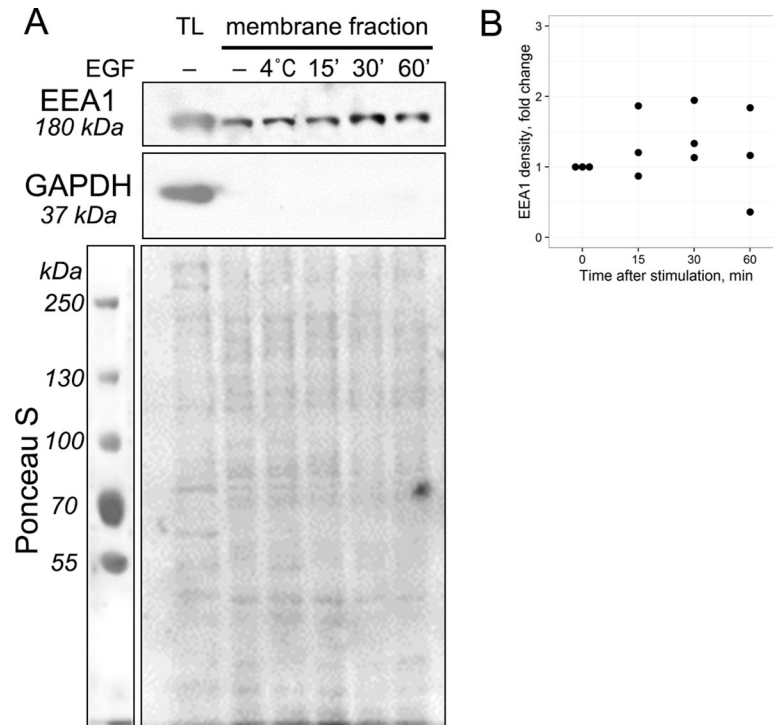 A
TL membrane fraction
EGF – – 4°C 15' 30' 60'
EEA1
180 kDa
GAPDH
37 kDa
kDa
250
130
100
70
55
Ponceau S
B
EEA1 density, fold change
3
2
1
0
0 15 30 60
Time after stimulation, min